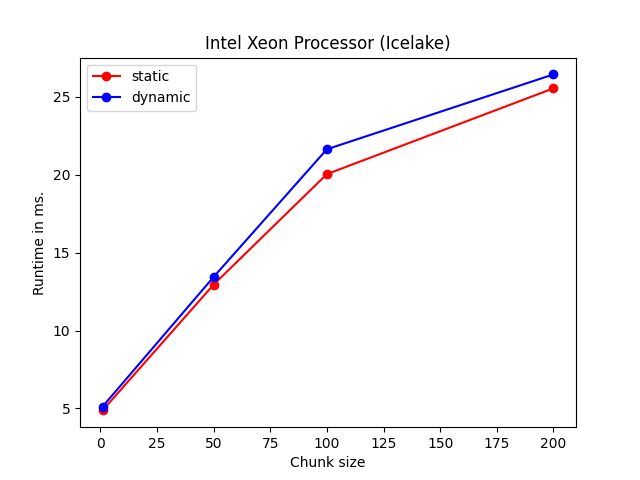 Intel Xeon Processor (Icelake)
static
dynamic
25
20
15
10
5
Runtime in ms.
0 25 50 75 100 125 150 175 200
Chunk size